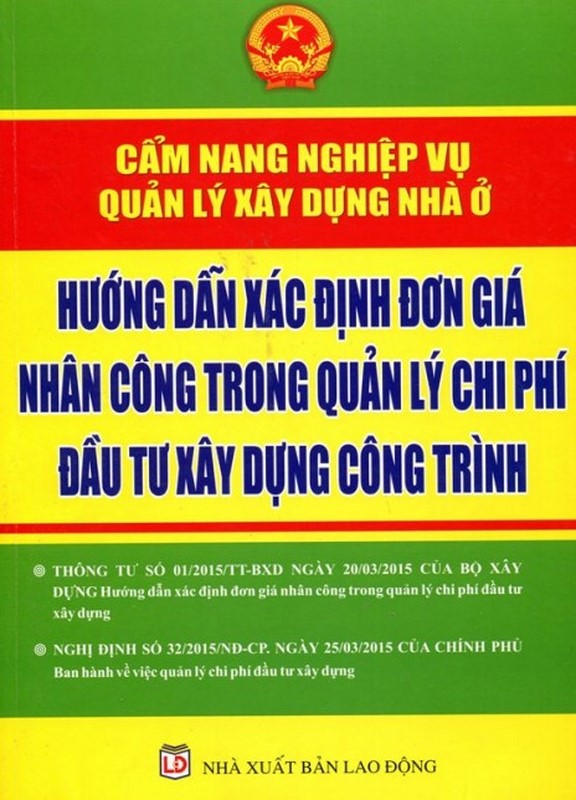 CẨM NANG NGHIỆP VỤ
QUẢN LÝ XÂY DỰNG NHÀ Ở
HƯỚNG DẪN XÁC ĐỊNH ĐƠN GIÁ
NHÂN CÔNG TRONG QUẢN LÝ CHI PHÍ
ĐẦU TƯ XÂY DỰNG CÔNG TRÌNH
THÔNG TƯ SỐ 01/2015/TT-BXD NGÀY 20/03/2015 CỦA BỘ XÂY
DỰNG Hướng dẫn xác định đơn giá nhân công trong quản lý chi phí đầu tư
xây dựng
NGHỊ ĐỊNH SỐ 32/2015/NĐ-CP. NGÀY 25/03/2015 CỦA CHÍNH PHỦ
Ban hành về việc quản lý chi phí đầu tư xây dựng
LĐ NHÀ XUẤT BẢN LAO ĐỘNG